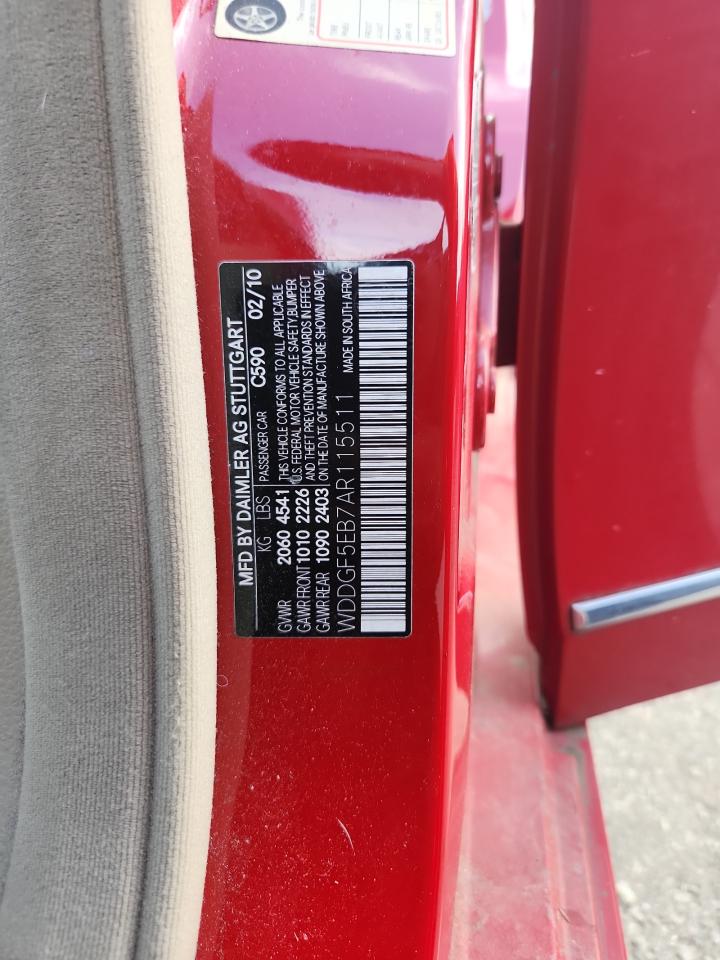 MFD BY DAIMLER AG STUTTGART
KG LBS PASSENGER CAR C590 02/10
GVWR 2060 4541 THIS VEHICLE CONFORMS TO ALL APPLICABLE
GAWR FRONT 1010 2226 U.S. FEDERAL MOTOR VEHICLE SAFETY, BUMPER
GAWR REAR 1090 2403 AND THEFT PREVENTION STANDARDS IN EFFECT
ON THE DATE OF MANUFACTURE SHOWN ABOVE
WDDGF5EB7AR115511 MADE IN SOUTH AFRICA